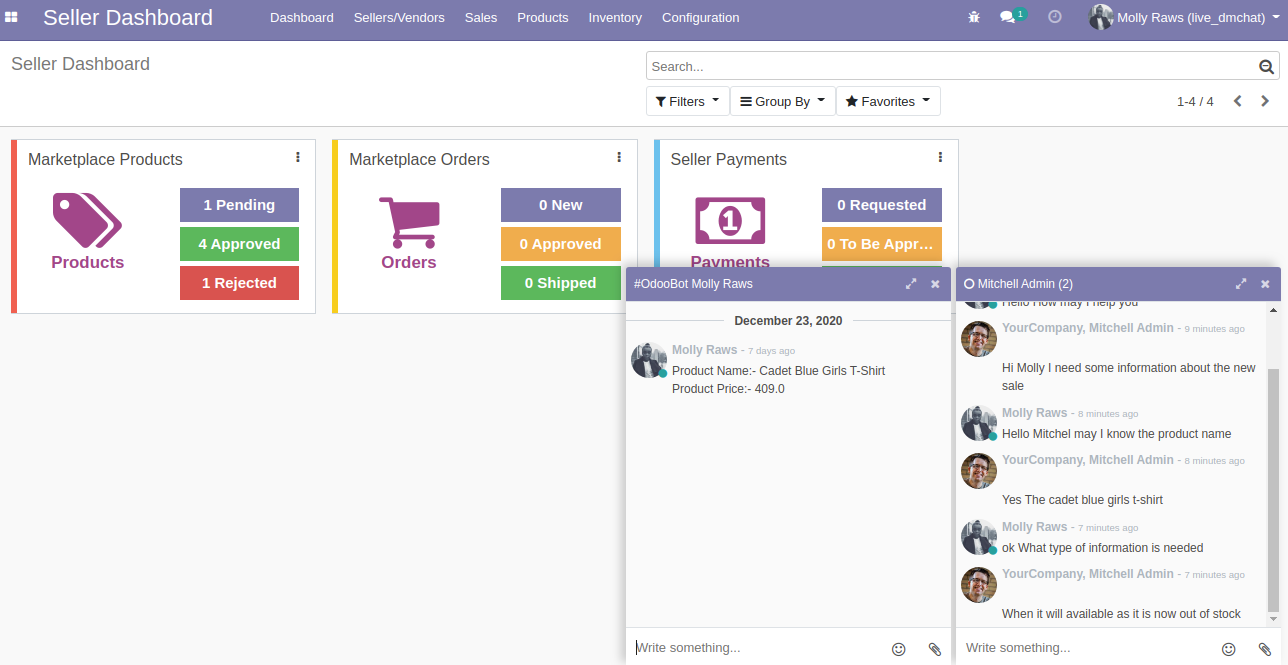 Seller Dashboard Dashboard Sellers/Vendors Sales Products Inventory Configuration 1 Molly Raws (live_dmchat)
Seller Dashboard
Search...
Filters Group By Favorites 1-4 / 4
Marketplace Products
Products
1 Pending
4 Approved
1 Rejected
Marketplace Orders
Orders
0 New
0 Approved
0 Shipped
Seller Payments
1
Payments
0 Requested
0 To Be Appr...
#OdooBot Molly Raws
December 23, 2020
Molly Raws - 7 days ago
Product Name:- Cadet Blue Girls T-Shirt
Product Price:- 409.0
Write something...
Mitchell Admin (2)
Hello How may I help you
YourCompany, Mitchell Admin - 9 minutes ago
Hi Molly I need some information about the new
sale
Molly Raws - 8 minutes ago
Hello Mitchel may I know the product name
YourCompany, Mitchell Admin - 8 minutes ago
Yes The cadet blue girls t-shirt
Molly Raws - 7 minutes ago
ok What type of information is needed
YourCompany, Mitchell Admin - 7 minutes ago
When it will available as it is now out of stock
Write something...